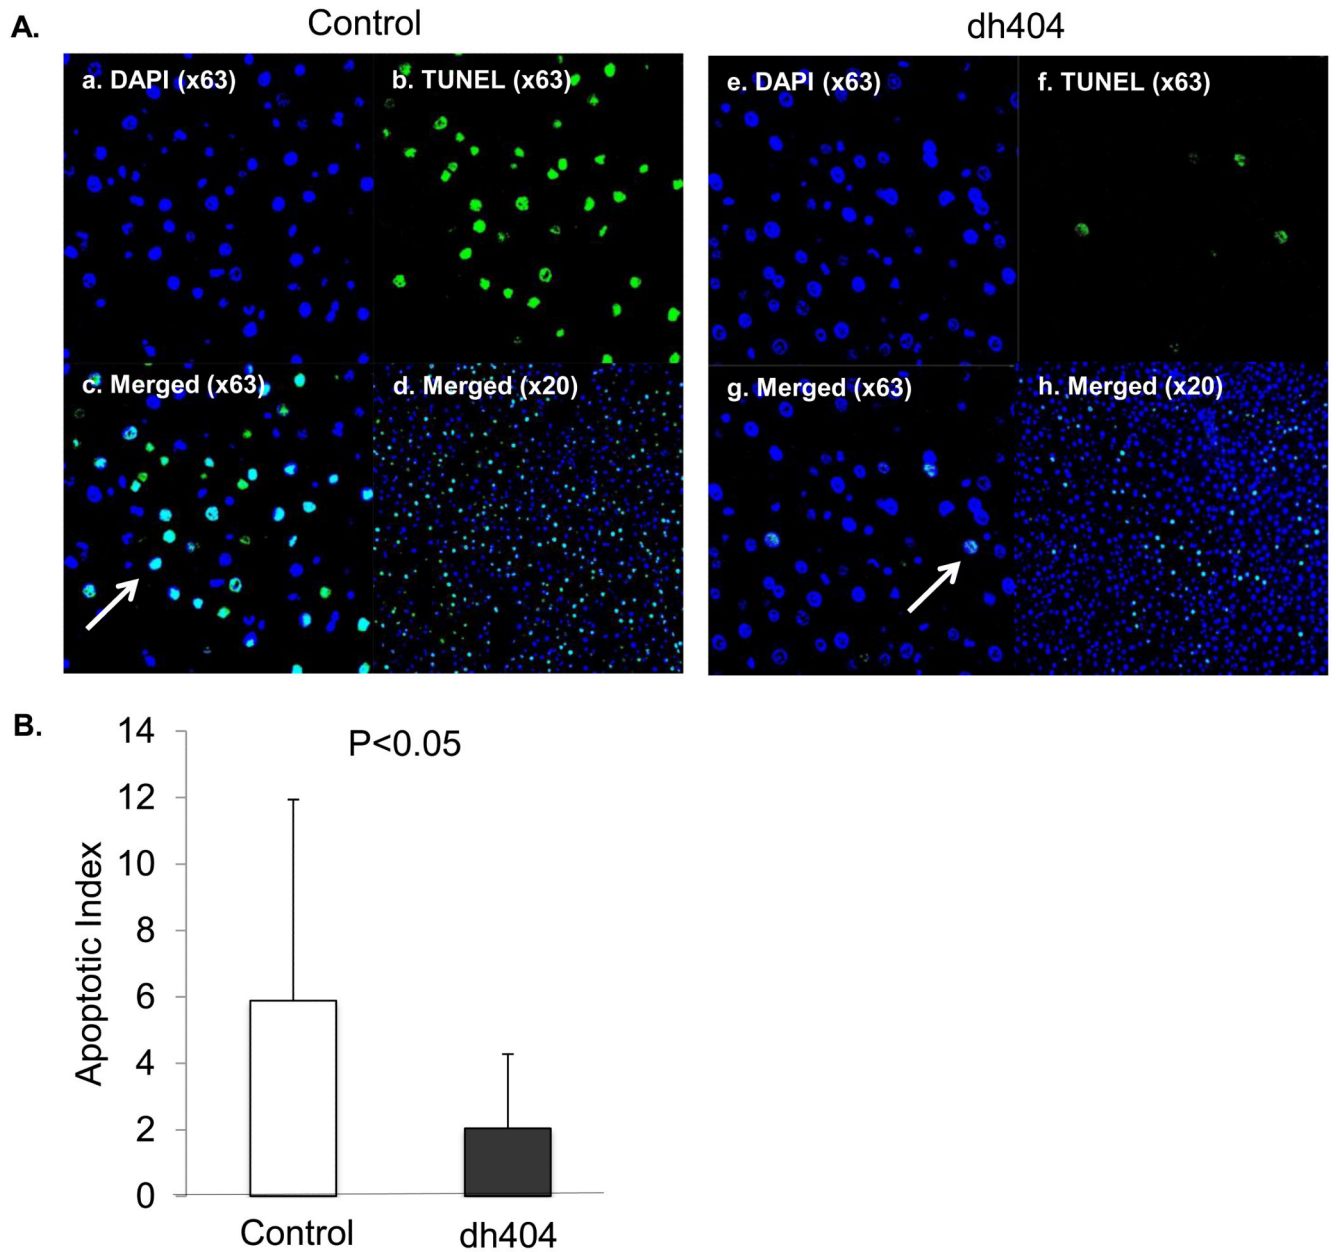 A.
Control
dh404
a. DAPI (x63)
b. TUNEL (x63)
e. DAPI (x63)
f. TUNEL (x63)
c. Merged (x63)
d. Merged (x20)
g. Merged (x63)
h. Merged (x20)
B.
P<0.05
14
12
10
8
6
4
2
0
Apoptotic Index
Control
dh404